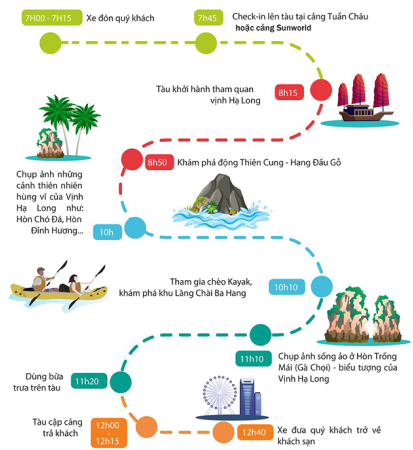 7H00 - 7H15
Xe đón quý khách
7h45
Check-in lên tàu tại cảng Tuần Châu
hoặc cảng Sunworld
Tàu khởi hành tham quan
vịnh Hạ Long
8h15
8h50
Khám phá động Thiên Cung - Hang Đầu Gỗ
Chụp ảnh những
cảnh thiên nhiên
hùng vĩ của Vịnh
Hạ Long như:
Hòn Chó Đá, Hòn
Đỉnh Hương...
10h
Tham gia chèo Kayak,
khám phá khu Làng Chài Ba Hang
10h10
11h10
Chụp ảnh sống ảo ở Hòn Trống
Mái (Gà Chọi) - biểu tượng của
Vịnh Hạ Long
Dùng bữa
trưa trên tàu
11h20
Tàu cập cảng
trả khách
12h00
-
12h15
12h40
Xe đưa quý khách trở về
khách sạn